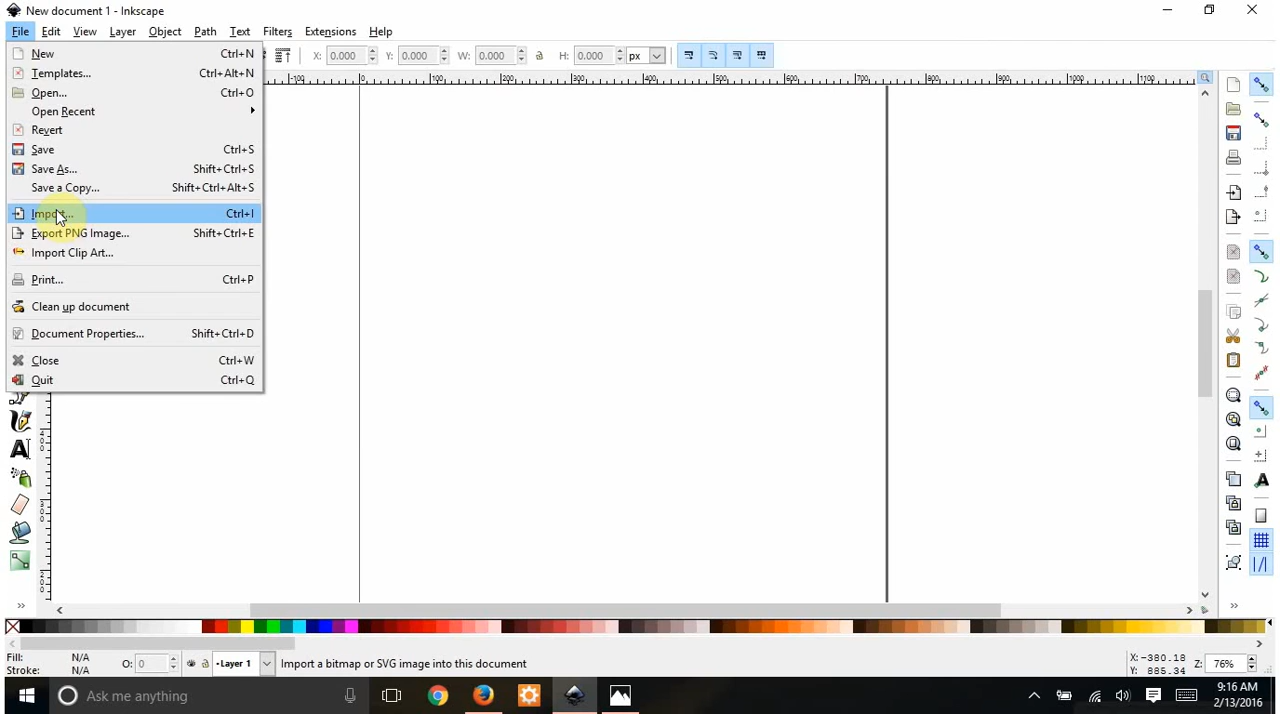 New document 1 - Inkscape
File Edit View Layer Object Path Text Filters Extensions Help
X: 0.000 Y: 0.000 W: 0.000 H: 0.000 px
New Ctrl+N
Templates... Ctrl+Alt+N
Open... Ctrl+O
Open Recent
Revert
Save Ctrl+S
Save As... Shift+Ctrl+S
Save a Copy... Shift+Ctrl+Alt+S
Import... Ctrl+I
Export PNG Image... Shift+Ctrl+E
Import Clip Art...
Print... Ctrl+P
Clean up document
Document Properties... Shift+Ctrl+D
Close Ctrl+W
Quit Ctrl+Q
Fill: N/A
Stroke: N/A
O: 0
Layer 1
Import a bitmap or SVG image into this document
X: -380.18
Y: 885.34
Z: 76%
Ask me anything
9:16 AM
2/13/2016